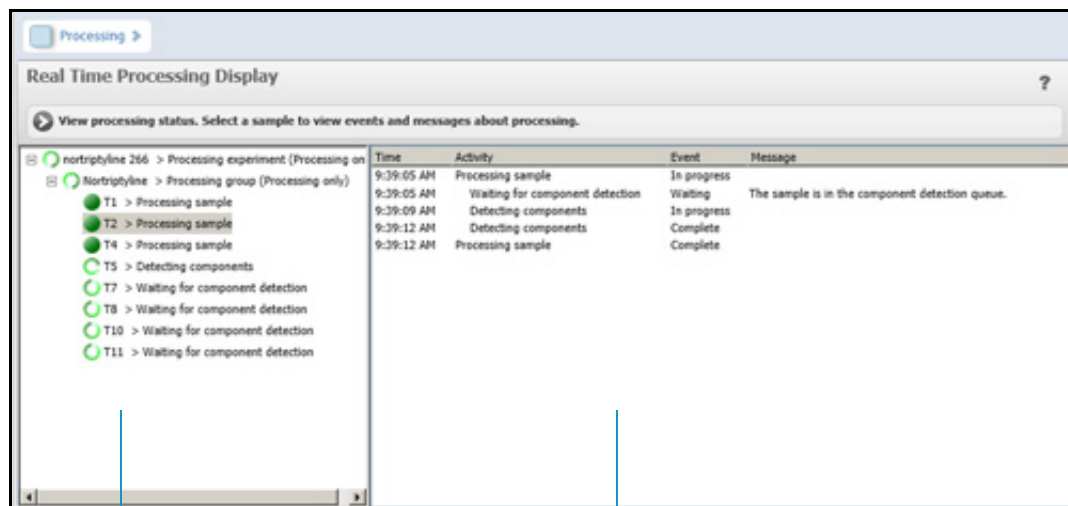 Processing >
Real Time Processing Display
?
View processing status. Select a sample to view events and messages about processing.
nortriptyline 266 > Processing experiment (Processing on
Nortriptyline > Processing group (Processing only)
T1 > Processing sample
T2 > Processing sample
T4 > Processing sample
T5 > Detecting components
T7 > Waiting for component detection
T8 > Waiting for component detection
T10 > Waiting for component detection
T11 > Waiting for component detection
Time Activity Event Message
9:39:05 AM Processing sample In progress
9:39:05 AM Waiting for component detection Waiting The sample is in the component detection queue.
9:39:09 AM Detecting components In progress
9:39:12 AM Detecting components Complete
9:39:12 AM Processing sample Complete